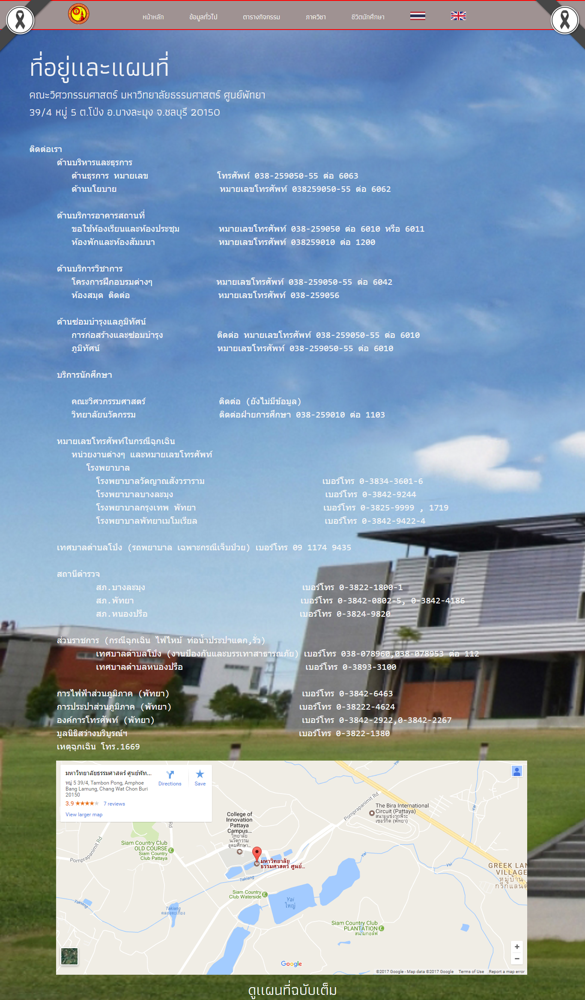 หน้าหลัก ข้อมูลทั่วไป ตารางกิจกรรม ภาควิชา ชีวิตนักศึกษา
ที่อยู่และแผนที่
คณะวิศวกรรมศาสตร์ มหาวิทยาลัยธรรมศาสตร์ ศูนย์พัทยา
39/4 หมู่ 5 ต.โป่ง อ.บางละมุง จ.ชลบุรี 20150
ติดต่อเรา
ด้านบริหารและธุรการ
ด้านธุรการ หมายเลข โทรศัพท์ 038-259050-55 ต่อ 6063
ด้านนโยบาย หมายเลขโทรศัพท์ 038259050-55 ต่อ 6062
ด้านบริการอาคารสถานที่
ขอใช้ห้องเรียนและห้องประชุม หมายเลขโทรศัพท์ 038-259050 ต่อ 6010 หรือ 6011
ห้องพักและห้องสัมมนา หมายเลขโทรศัพท์ 038259010 ต่อ 1200
ด้านบริการวิชาการ
โครงการฝึกอบรมต่างๆ หมายเลขโทรศัพท์ 038-259050-55 ต่อ 6042
ห้องสมุด ติดต่อ หมายเลขโทรศัพท์ 038-259056
ด้านซ่อมบำรุงแลภูมิทัศน์
การก่อสร้างและซ่อมบำรุง ติดต่อ หมายเลขโทรศัพท์ 038-259050-55 ต่อ 6010
ภูมิทัศน์ หมายเลขโทรศัพท์ 038-259050-55 ต่อ 6010
บริการนักศึกษา
คณะวิศวกรรมศาสตร์ ติดต่อ (ยังไม่มีข้อมูล)
วิทยาลัยนวัตกรรม ติดต่อฝ่ายการศึกษา 038-259010 ต่อ 1103
หมายเลขโทรศัพท์ในกรณีฉุกเฉิน
หน่วยงานต่างๆ และหมายเลขโทรศัพท์
โรงพยาบาล
โรงพยาบาลวัดญาณสังวราราม เบอร์โทร 0-3834-3601-6
โรงพยาบาลบางละมุง เบอร์โทร 0-3842-9244
โรงพยาบาลกรุงเทพ พัทยา เบอร์โทร 0-3825-9999 , 1719
โรงพยาบาลพัทยาเมโมเรียล เบอร์โทร 0-3842-9422-4
เทศบาลตำบลโป่ง (รถพยาบาล เฉพาะกรณีเจ็บป่วย) เบอร์โทร 09 1174 9435
สถานีตำรวจ
สภ.บางละมุง เบอร์โทร 0-3822-1800-1
สภ.พัทยา เบอร์โทร 0-3842-0802-5, 0-3842-4186
สภ.หนองปรือ เบอร์โทร 0-3824-9820
ส่วนราชการ (กรณีฉุกเฉิน ไฟไหม้ ท่อน้ำประปาแตก,รั่ว)
เทศบาลตำบลโป่ง (งานป้องกันและบรรเทาสาธารณภัย) เบอร์โทร 038-078960,038-078953 ต่อ 112
เทศบาลตำบลหนองปรือ เบอร์โทร 0-3893-3100
การไฟฟ้าส่วนภูมิภาค (พัทยา) เบอร์โทร 0-3842-6463
การประปาส่วนภูมิภาค (พัทยา) เบอร์โทร 0-38222-4624
องค์การโทรศัพท์ (พัทยา) เบอร์โทร 0-3842-2922,0-3842-2267
มูลนิธิสว่างบริบูรณ์ฯ เบอร์โทร 0-3822-1380
เหตุฉุกเฉิน โทร.1669
มหาวิทยาลัยธรรมศาสตร์ ศูนย์พัท...
หมู่ 5 39/4, Tambon Pong, Amphoe
Bang Lamung, Chang Wat Chon Buri
20150
3.9 ★★★★★ 7 reviews
View larger map
Directions
Save
Rd
Pornprapanimit Rd
Siam Country Club
OLD COURSE
Siam Country
Club Pattaya
College of
Innovation
Pattaya
Campus...
วิทยาลัย
นวัตกรรม
อุดมศึกษา...
Pornprapanimit Rd
The Bira International
Circuit (Pattaya)
สนามแข่งรถพีระ
เซอร์กิต (พัทยา)
Yai
Yai
Yai
Yai
มหาวิทยาลัย
ธรรมศาสตร์ ศูนย์...
GREEK LAN
VILLAGE
หมู่บ้าน
กรีกแลนด์
Takiang
Takiang
Takiang
คลองตะเกียง
Siam Country
Club Waterside
Yai
ใหญ่
Siam Country Club
PLANTATION
สนามกอล์ฟ
+
−
Google
©2017 Google - Map data ©2017 Google Terms of Use Report a map error
ดูแผนที่ฉบับเต็ม